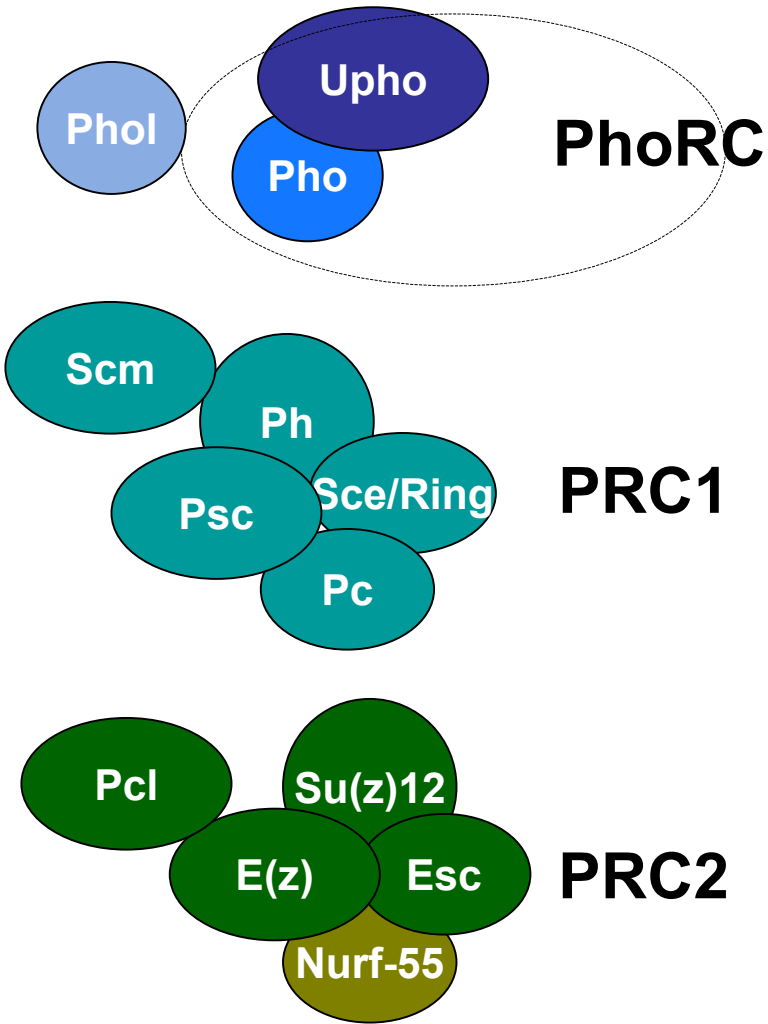 Upho
Phol
PhoRC
Pho
Scm
Ph
Sce/Ring
PRC1
Psc
Pc
Pcl
Su(z)12
E(z)
Esc
PRC2
Nurf-55